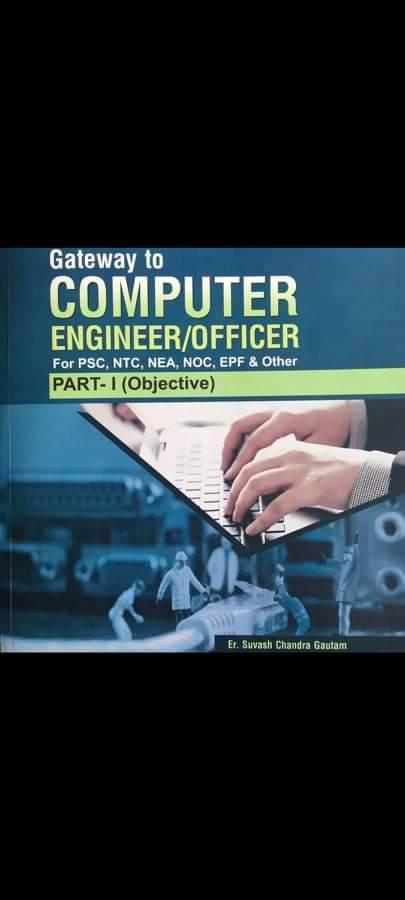 Gateway to
COMPUTER
ENGINEER/OFFICER
For PSC, NTC, NEA, NOC, EPF & Other
PART- I (Objective)
Er. Suvash Chandra Gautam